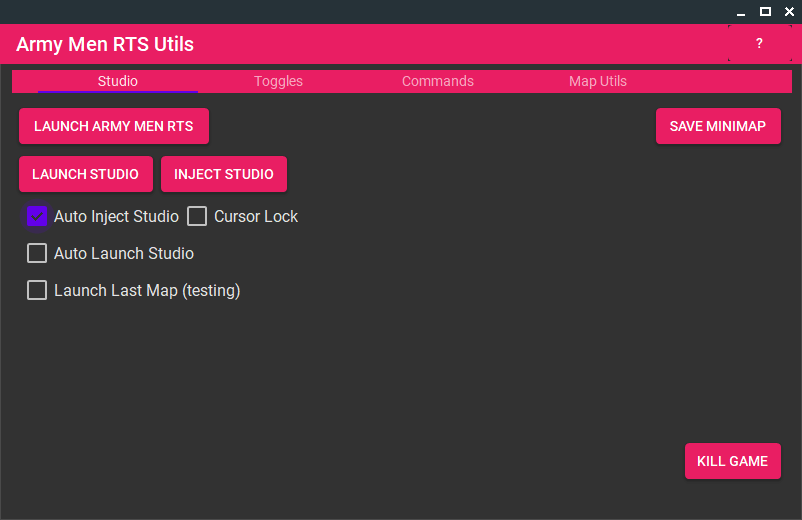 Army Men RTS Utils
?
Studio Toggles Commands Map Utils
LAUNCH ARMY MEN RTS SAVE MINIMAP
LAUNCH STUDIO INJECT STUDIO
Auto Inject Studio Cursor Lock
Auto Launch Studio
Launch Last Map (testing)
KILL GAME